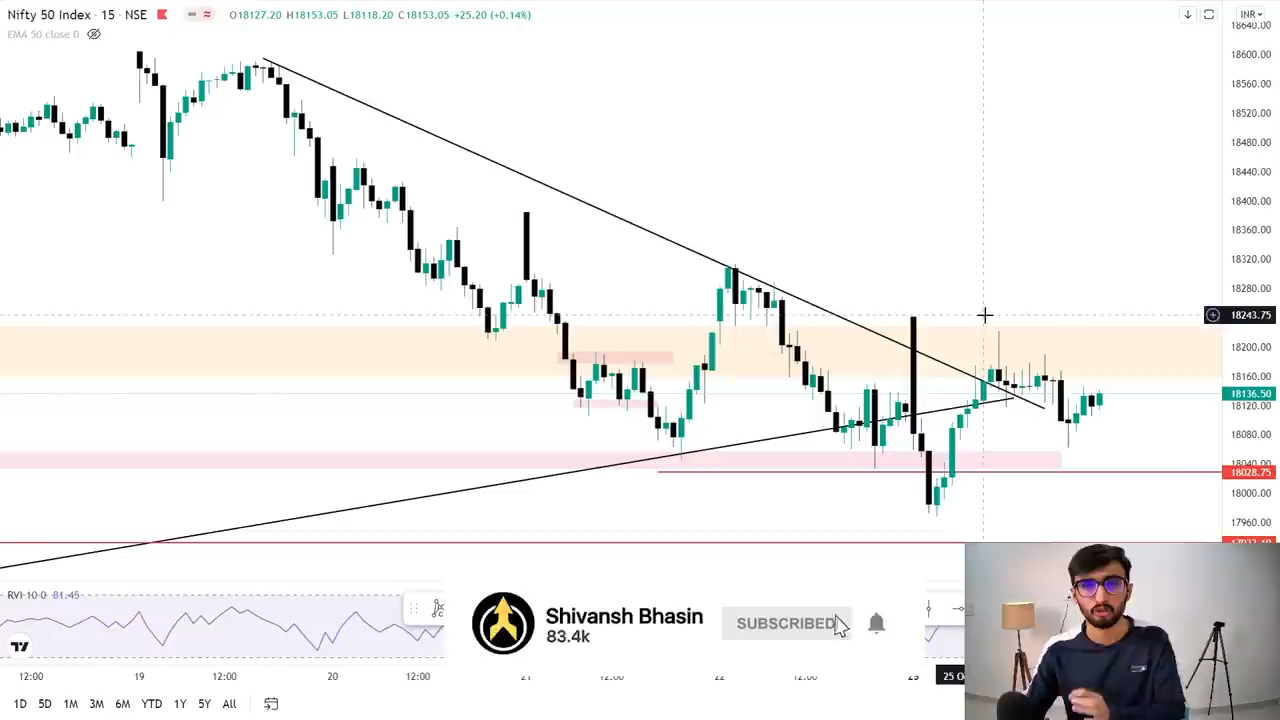 Nifty 50 Index · 15 · NSE
O18127.20 H18153.05 L18118.20 C18153.05 +25.20 (+0.14%)
INR
EMA 50 close 0
18640.00
18600.00
18560.00
18520.00
18480.00
18440.00
18400.00
18360.00
18320.00
18280.00
18243.75
18200.00
18160.00
18136.50
18120.00
18080.00
18040.00
18028.75
18000.00
17960.00
RVI 10 0 81.45
Shivansh Bhasin
83.4k
SUBSCRIBED
12:00 19 12:00 20 12:00 21 12:00 22 12:00 25 25 O
1D 5D 1M 3M 6M YTD 1Y 5Y All